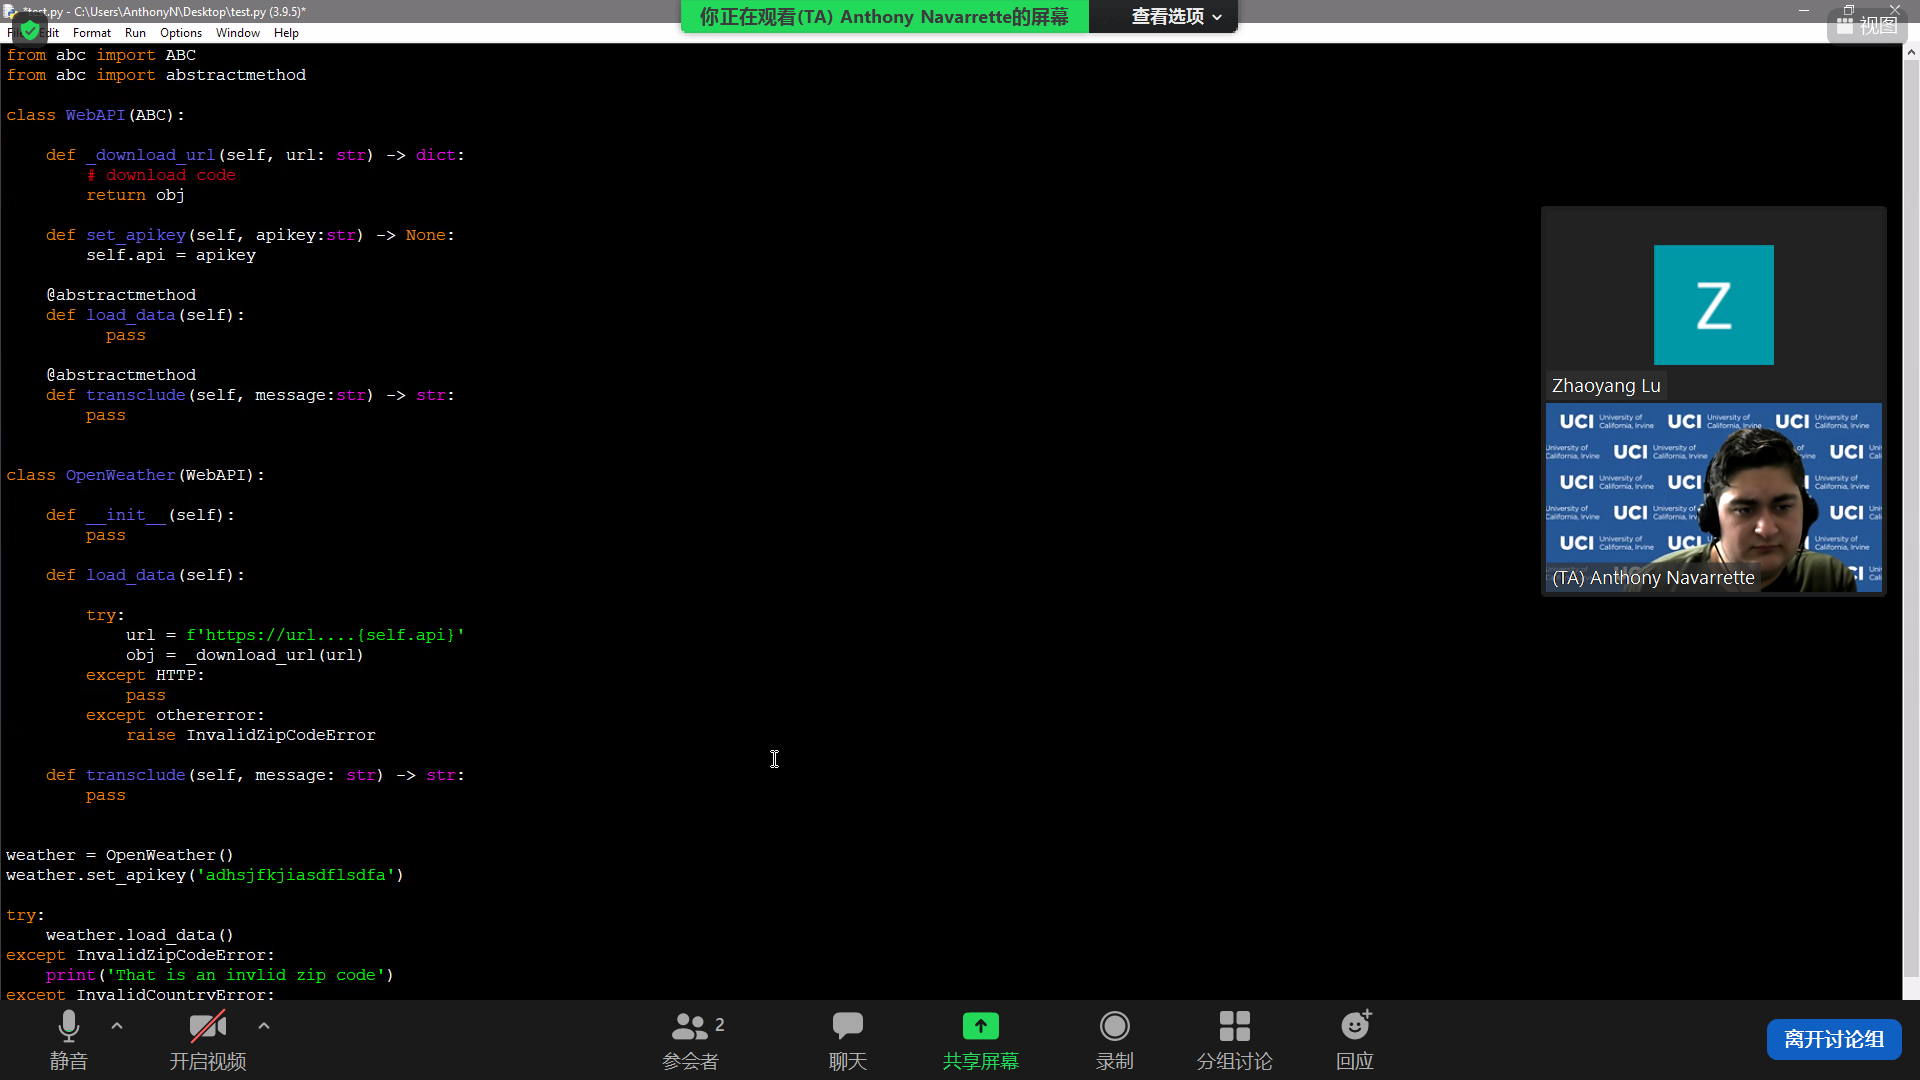 *test.py - C:\Users\AnthonyN\Desktop\test.py (3.9.5)*
你正在观看(TA) Anthony Navarrette的屏幕
查看选项
视图
Format Run Options Window Help
from abc import ABC
from abc import abstractmethod
class WebAPI(ABC):
def _download_url(self, url: str) -> dict:
# download code
return obj
def set_apikey(self, apikey:str) -> None:
self.api = apikey
@abstractmethod
def load_data(self):
pass
@abstractmethod
def transclude(self, message:str) -> str:
pass
class OpenWeather(WebAPI):
def __init__(self):
pass
def load_data(self):
try:
url = f'https://url....{self.api}'
obj = _download_url(url)
except HTTP:
pass
except othererror:
raise InvalidZipCodeError
def transclude(self, message: str) -> str:
pass
weather = OpenWeather()
weather.set_apikey('adhsjfkjiasdflsdfa')
try:
weather.load_data()
except InvalidZipCodeError:
print('That is an invlid zip code')
except InvalidCountryError:
Z
Zhaoyang Lu
UCI University of California, Irvine
(TA) Anthony Navarrette
静音
开启视频
参会者 2
聊天
共享屏幕
录制
分组讨论
回应
离开讨论组